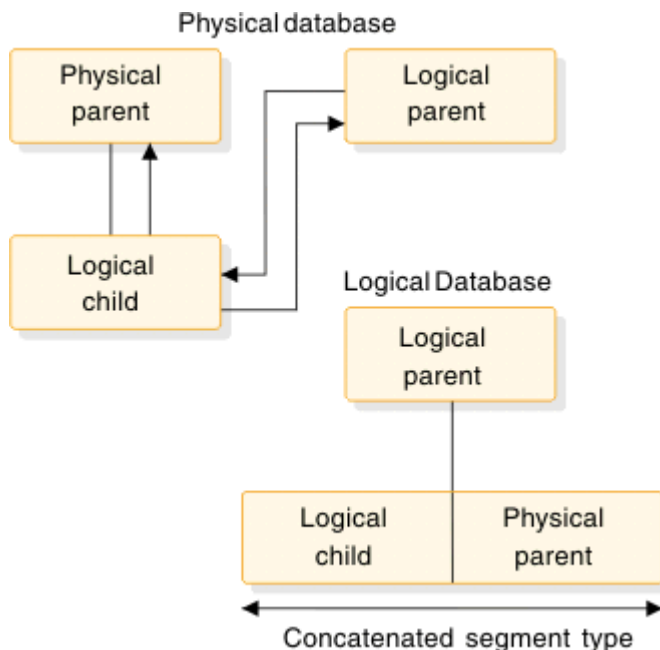 Physical database
Physical
parent
Logical
parent
Logical
child
Logical Database
Logical
parent
Logical
child
Physical
parent
Concatenated segment type